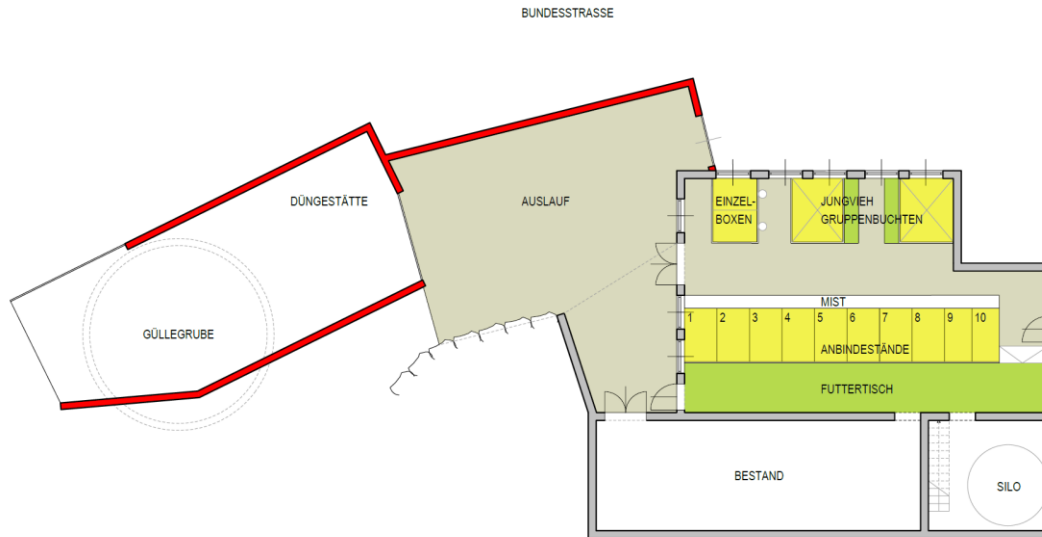 BUNDESSTRASSE
DÜNGESTÄTTE
AUSLAUF
EINZEL-
BOXEN
JUNGVIEH
GRUPPENBUCHTEN
MIST
1 2 3 4 5 6 7 8 9 10
GÜLLEGRUBE
ANBINDESTÄNDE
FUTTERTISCH
BESTAND
SILO